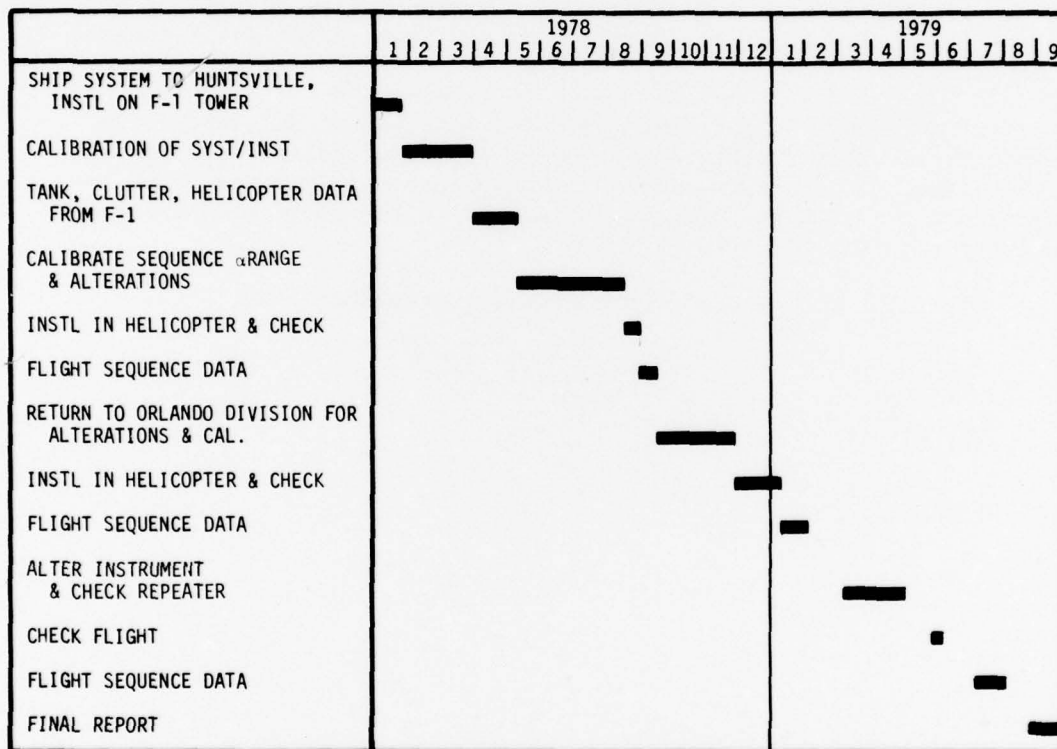 1978 1979
1 2 3 4 5 6 7 8 9 10 11 12 1 2 3 4 5 6 7 8 9
SHIP SYSTEM TO HUNTSVILLE,
INSTL ON F-1 TOWER
CALIBRATION OF SYST/INST
TANK, CLUTTER, HELICOPTER DATA
FROM F-1
CALIBRATE SEQUENCE αRANGE
& ALTERATIONS
INSTL IN HELICOPTER & CHECK
FLIGHT SEQUENCE DATA
RETURN TO ORLANDO DIVISION FOR
ALTERATIONS & CAL.
INSTL IN HELICOPTER & CHECK
FLIGHT SEQUENCE DATA
ALTER INSTRUMENT
& CHECK REPEATER
CHECK FLIGHT
FLIGHT SEQUENCE DATA
FINAL REPORT